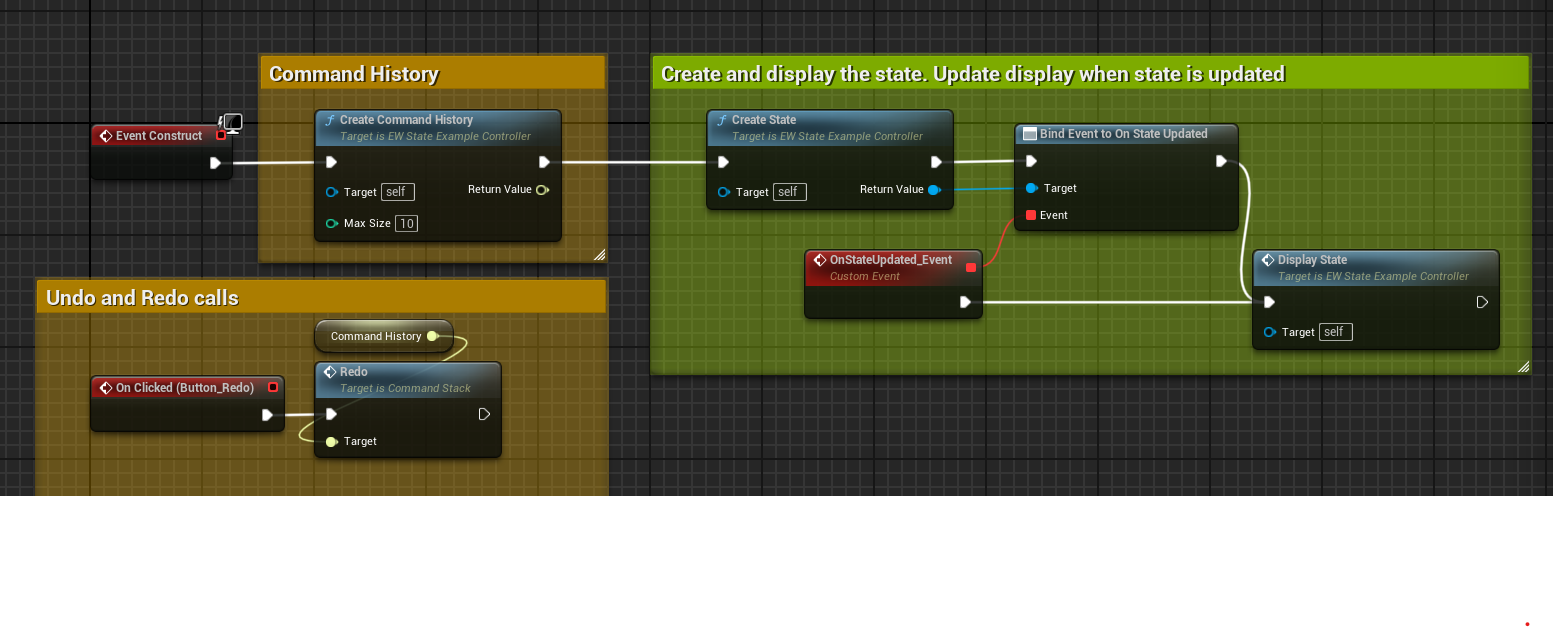 Command History
Create and display the state. Update display when state is updated
Event Construct
Create Command History
Target is EW State Example Controller
Target self
Return Value
Max Size 10
Create State
Target is EW State Example Controller
Target self
Return Value
Bind Event to On State Updated
Target
Event
OnStateUpdated_Event
Custom Event
Display State
Target is EW State Example Controller
Target self
Undo and Redo calls
Command History
On Clicked (Button_Redo)
Redo
Target is Command Stack
Target